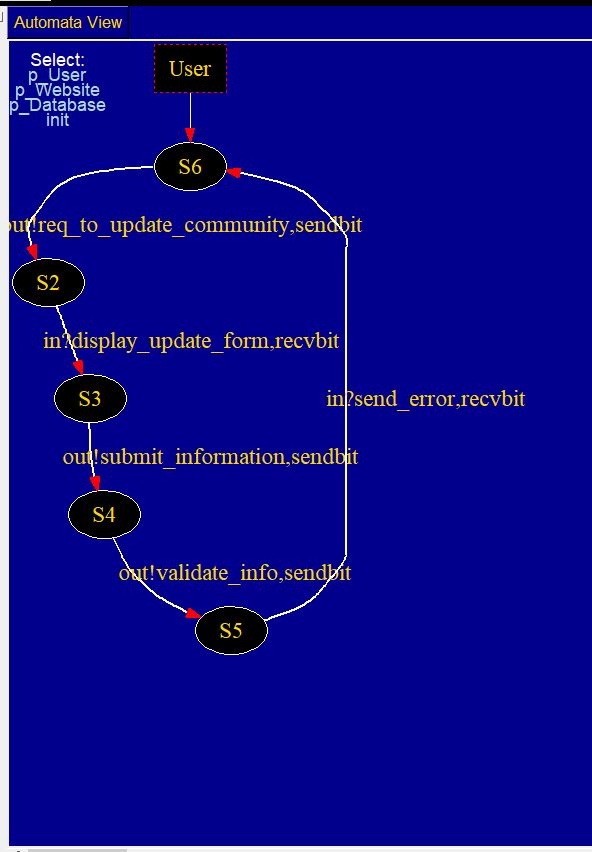 Automata View
Select:
p_User
p_Website
p_Database
init
User
S6
out!req_to_update_community,sendbit
S2
in?display_update_form,recvbit
S3
in?send_error,recvbit
out!submit_information,sendbit
S4
out!validate_info,sendbit
S5